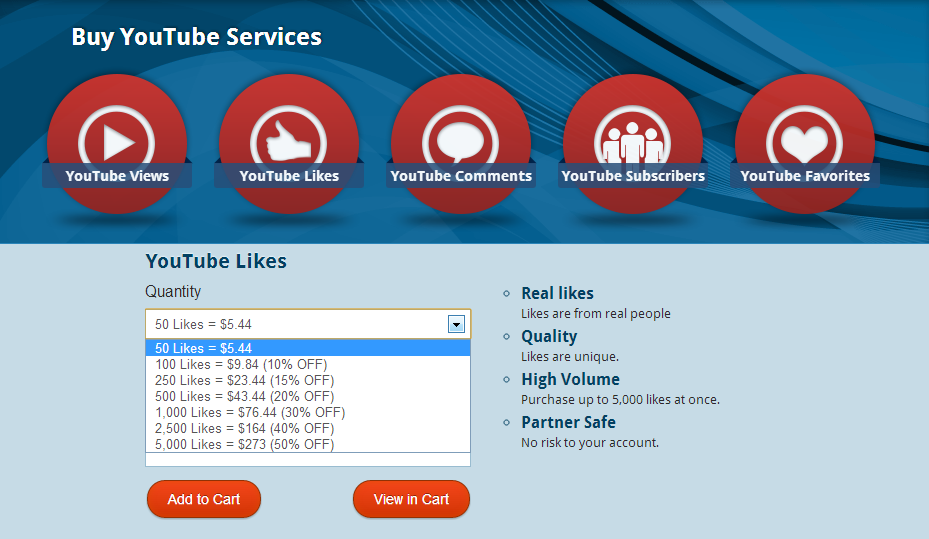 Buy YouTube Services
YouTube Views
YouTube Likes
YouTube Comments
YouTube Subscribers
YouTube Favorites
YouTube Likes
Quantity
50 Likes = $5.44
50 Likes = $5.44
100 Likes = $9.84 (10% OFF)
250 Likes = $23.44 (15% OFF)
500 Likes = $43.44 (20% OFF)
1,000 Likes = $76.44 (30% OFF)
2,500 Likes = $164 (40% OFF)
5,000 Likes = $273 (50% OFF)
Add to Cart
View in Cart
Real likes
Likes are from real people
Quality
Likes are unique.
High Volume
Purchase up to 5,000 likes at once.
Partner Safe
No risk to your account.